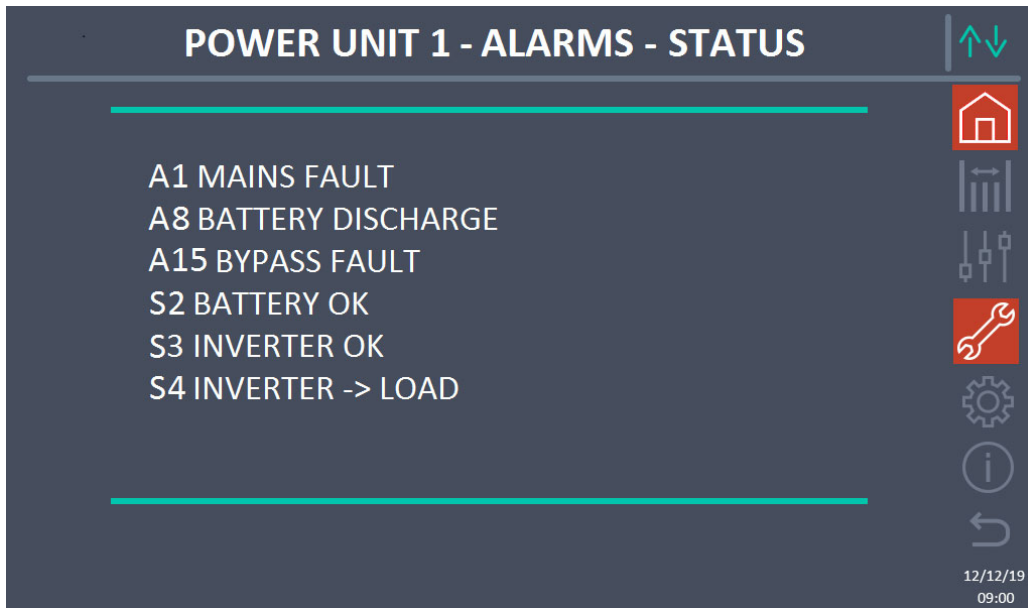 POWER UNIT 1 - ALARMS - STATUS
A1 MAINS FAULT
A8 BATTERY DISCHARGE
A15 BYPASS FAULT
S2 BATTERY OK
S3 INVERTER OK
S4 INVERTER -> LOAD
12/12/19
09:00